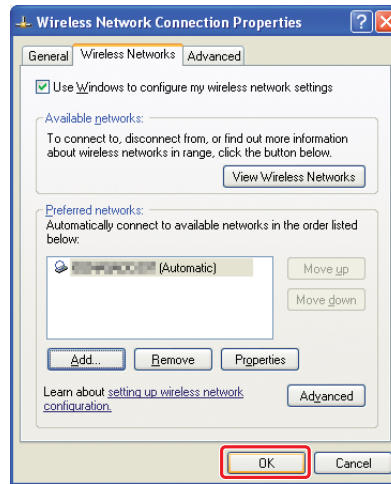 Wireless Network Connection Properties
General Wireless Networks Advanced
Use Windows to configure my wireless network settings
Available networks:
To connect to, disconnect from, or find out more information
about wireless networks in range, click the button below.
View Wireless Networks
Preferred networks:
Automatically connect to available networks in the order listed
below:
(Automatic)
Move up
Move down
Add... Remove Properties
Learn about setting up wireless network
configuration.
Advanced
OK Cancel